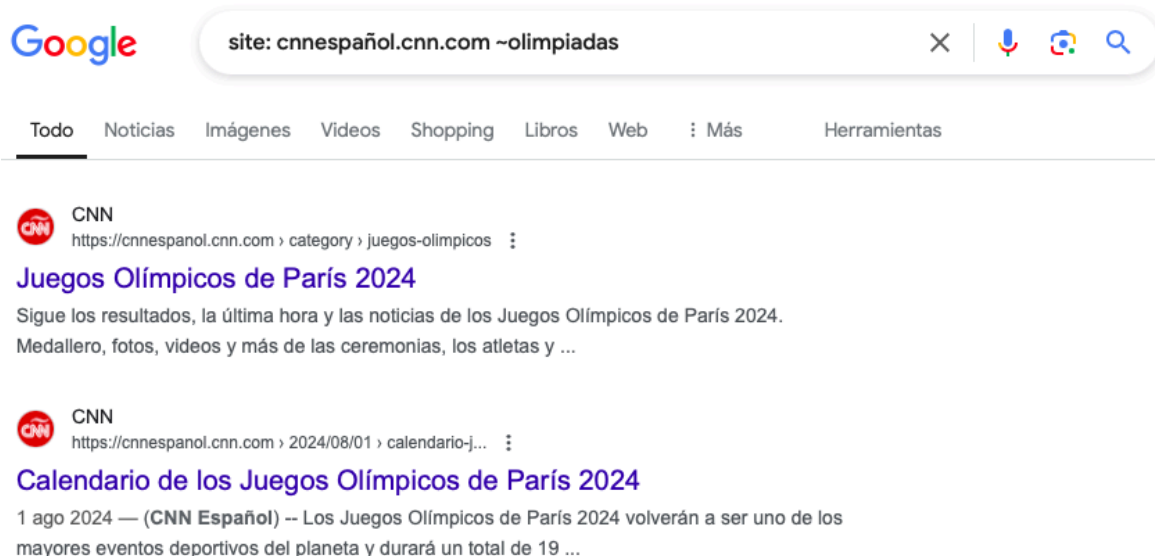 Google
site: cnnespañol.cnn.com ~olimpiadas
Todo Noticias Imágenes Videos Shopping Libros Web Más Herramientas
CNN
CNN
https://cnnespanol.cnn.com › category › juegos-olimpicos
Juegos Olímpicos de París 2024
Sigue los resultados, la última hora y las noticias de los Juegos Olímpicos de París 2024.
Medallero, fotos, videos y más de las ceremonias, los atletas y ...
CNN
CNN
https://cnnespanol.cnn.com › 2024/08/01 › calendario-j...
Calendario de los Juegos Olímpicos de París 2024
1 ago 2024 — (CNN Español) -- Los Juegos Olímpicos de París 2024 volverán a ser uno de los
mayores eventos deportivos del planeta y durará un total de 19 ...